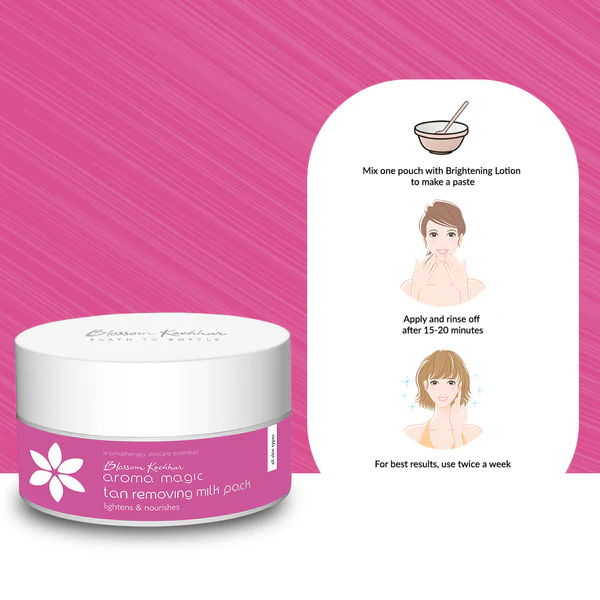 Mix one pouch with Brightening Lotion
to make a paste
Apply and rinse off
after 15-20 minutes
For best results, use twice a week
Blossom Kochhar
EARTH TO BOTTLE
aromatherapy skincare essentials
Blossom Kochhar
aroma magic
tan removing milk pack
lightens & nourishes
all skin types